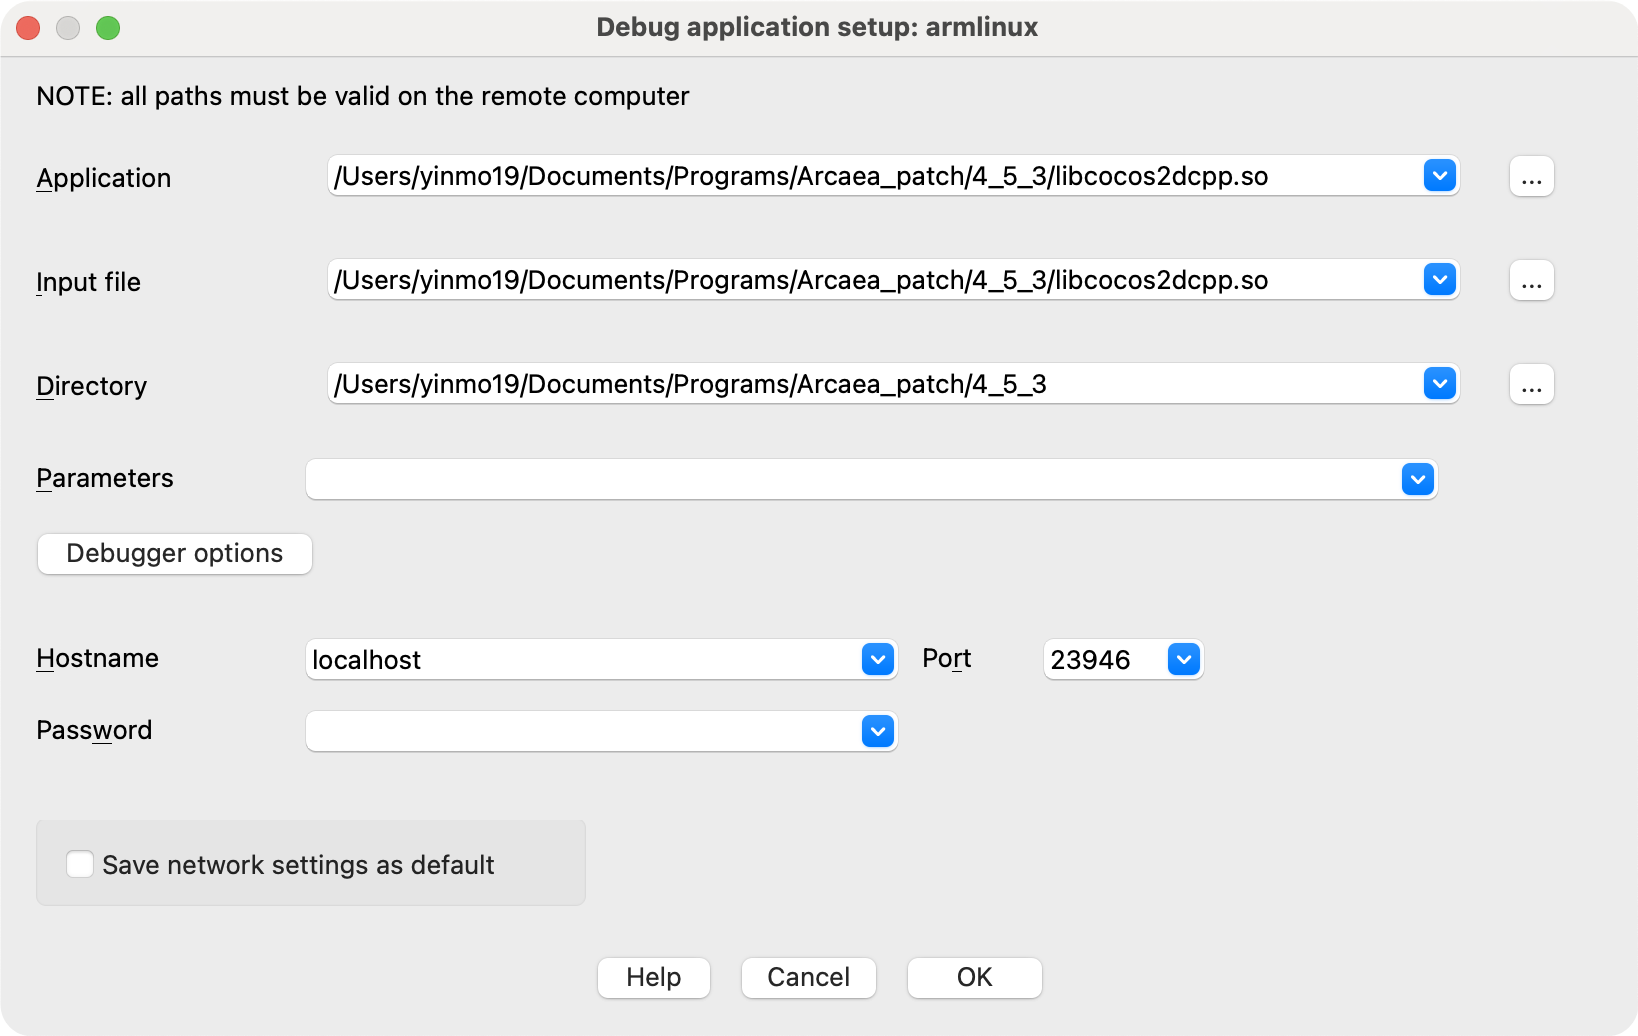 Debug application setup: armlinux
NOTE: all paths must be valid on the remote computer
Application /Users/yinmo19/Documents/Programs/Arcaea_patch/4_5_3/libcocos2dcpp.so ...
Input file /Users/yinmo19/Documents/Programs/Arcaea_patch/4_5_3/libcocos2dcpp.so ...
Directory /Users/yinmo19/Documents/Programs/Arcaea_patch/4_5_3 ...
Parameters
Debugger options
Hostname localhost Port 23946
Password
Save network settings as default
Help Cancel OK